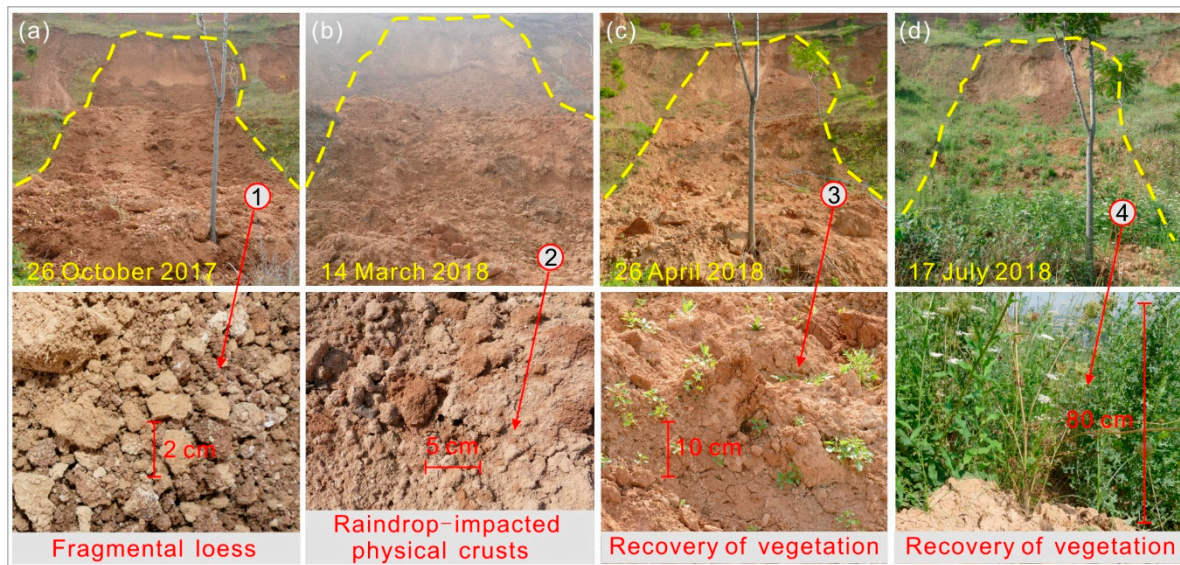 (a)
(b)
(c)
(d)
1
2
3
4
26 October 2017
14 March 2018
26 April 2018
17 July 2018
2 cm
5 cm
10 cm
80 cm
Fragmental loess
Raindrop-impacted
physical crusts
Recovery of vegetation
Recovery of vegetation